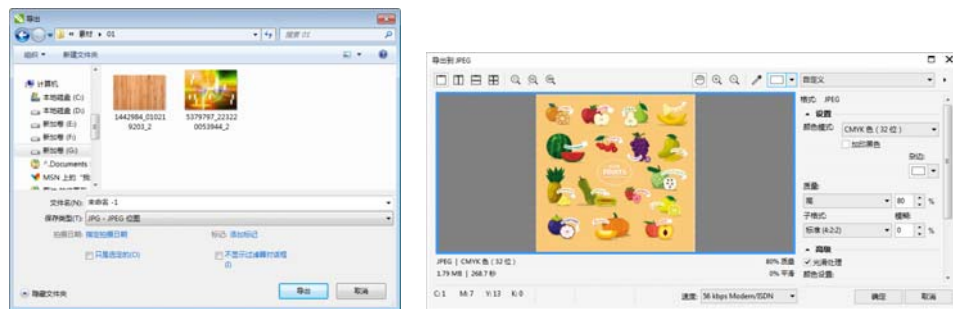 导出
« 素材 ▸ 01
搜索 01
组织 ▼ 新建文件夹
计算机
本地磁盘 (C:)
本地磁盘 (D:)
新加卷 (E:)
新加卷 (F:)
新加卷 (G:)
^.Documents
MSN 上的 "我
1442984_01021
9203_2
5379797_22322
0053944_2
文件名(N): 未命名 -1
保存类型(T): JPG - JPEG 位图
拍摄日期: 指定拍摄日期 标记: 添加标记
只是选定的(O) 不显示过滤器对话框
(I)
隐藏文件夹 导出 取消
导出到 JPEG
自定义
格式: JPEG
设置
颜色模式: CMYK 色 ( 32 位 )
加印黑色
杂边:
质量:
高 80 %
子格式: 模糊:
标准 (4:2:2) 0 %
高级
光滑处理
颜色设置:
FRUITS
JPEG | CMYK 色 ( 32 位 ) 80% 质量
1.79 MB | 268.7 秒 0% 平滑
C:1 M:7 Y:13 K:0 速度: 56 kbps Modem/ISDN 确定 取消